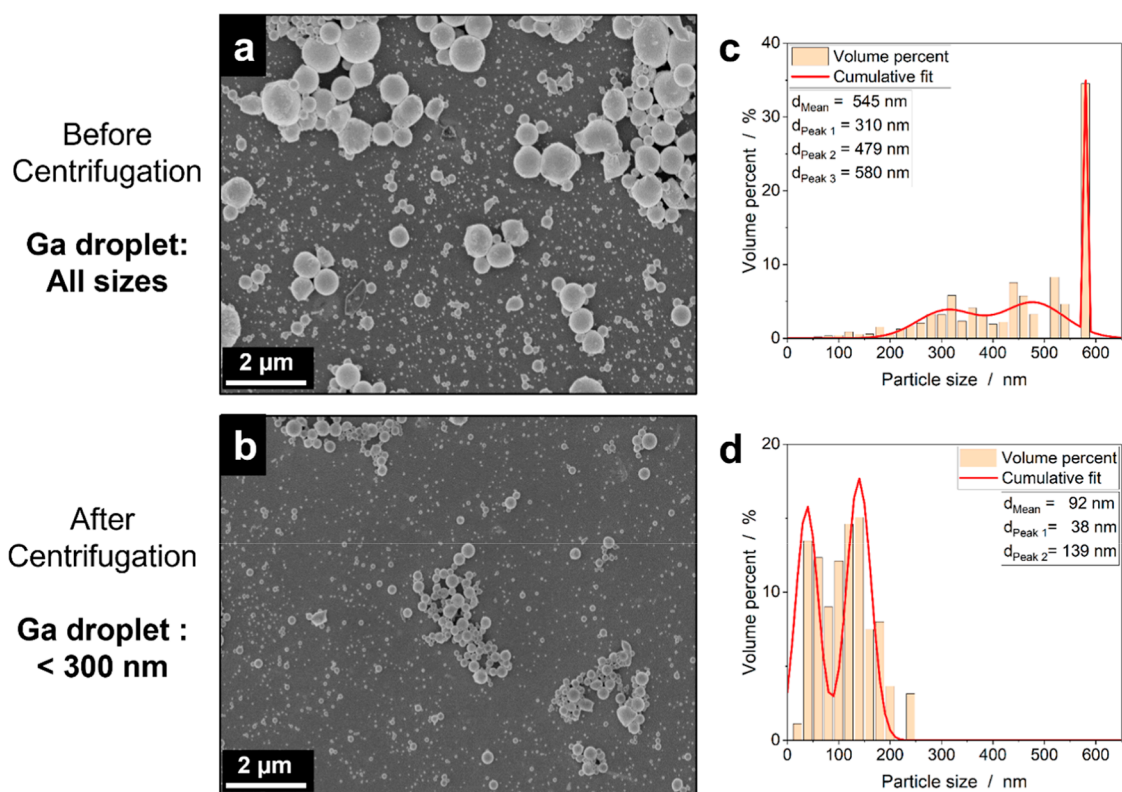 Before
Centrifugation
Ga droplet:
All sizes
a
2 µm
c
40
30
20
10
0
Volume percent / %
Volume percent
Cumulative fit
dMean = 545 nm
dPeak 1 = 310 nm
dPeak 2 = 479 nm
dPeak 3 = 580 nm
0 100 200 300 400 500 600
Particle size / nm
After
Centrifugation
Ga droplet :
< 300 nm
b
2 µm
d
20
10
0
Volume percent / %
Volume percent
Cumulative fit
dMean = 92 nm
dPeak 1= 38 nm
dPeak 2= 139 nm
0 100 200 300 400 500 600
Particle size / nm